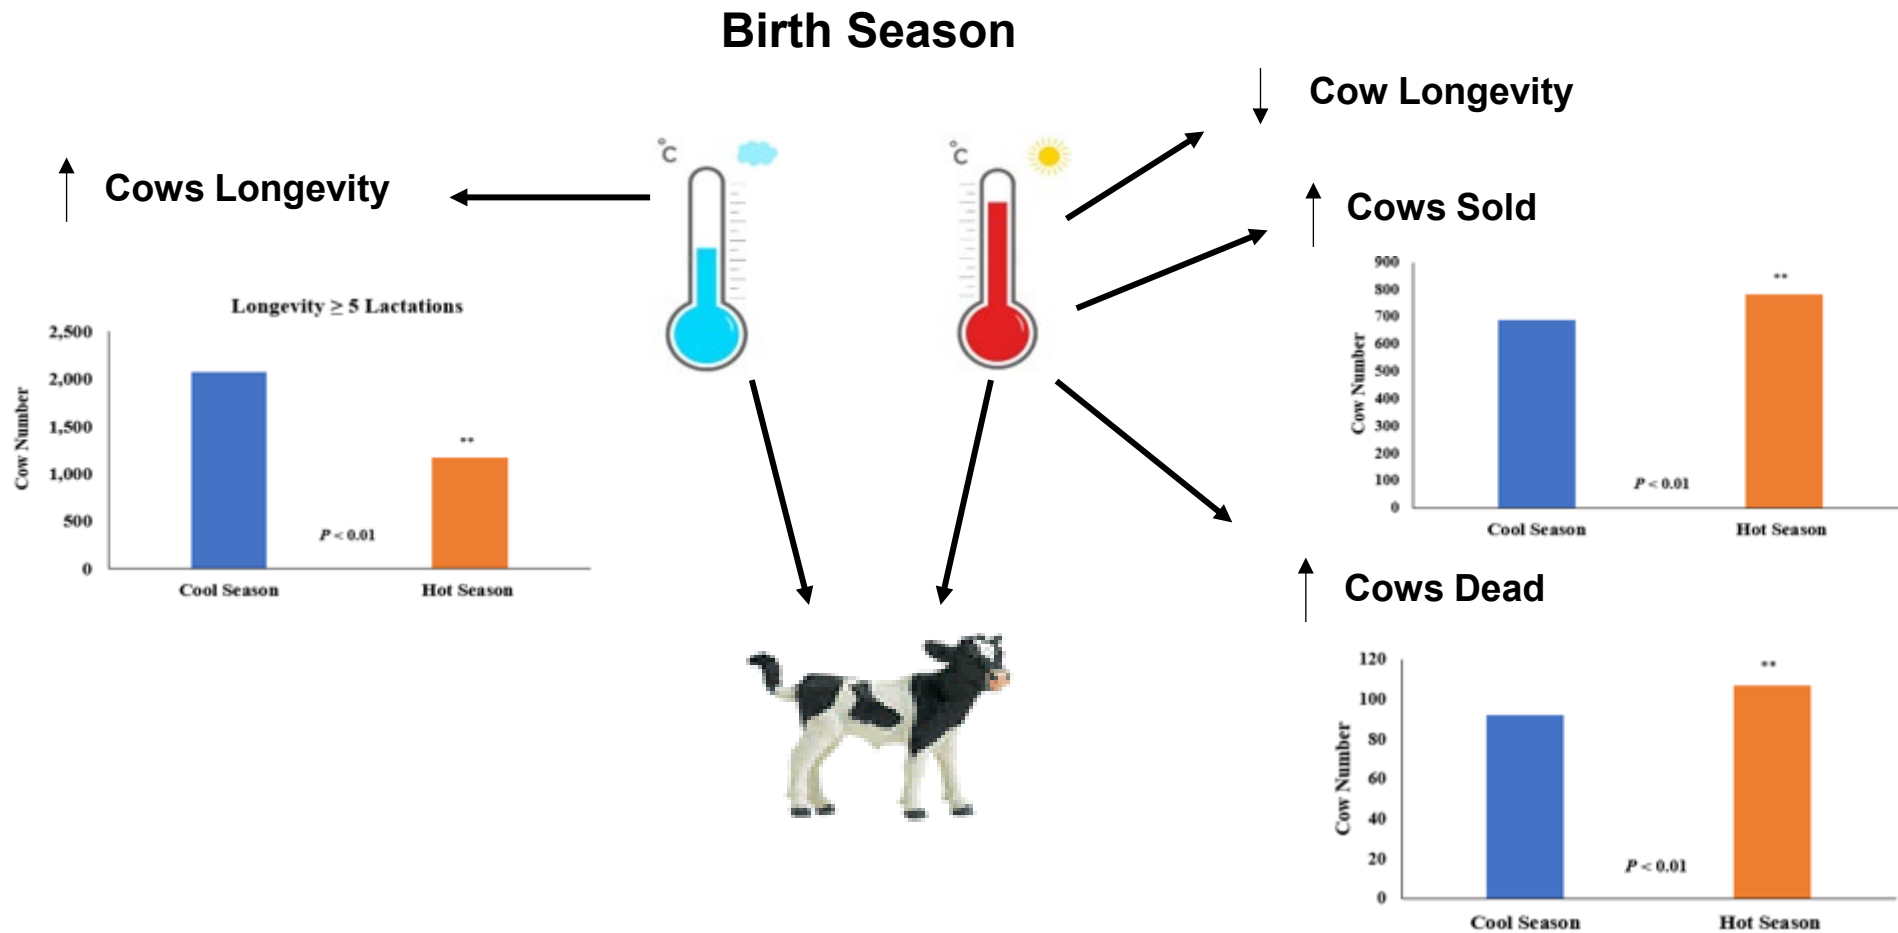 Birth Season
↑ Cows Longevity
°C
°C
↓ Cow Longevity
↑ Cows Sold
Longevity ≥ 5 Lactations
2,500
2,000
1,500
1,000
500
0
Cow Number
**
P < 0.01
Cool Season
Hot Season
900
800
700
600
500
400
300
200
100
0
Cow Number
**
P < 0.01
Cool Season
Hot Season
↑ Cows Dead
120
100
80
60
40
20
0
Cow Number
**
P < 0.01
Cool Season
Hot Season